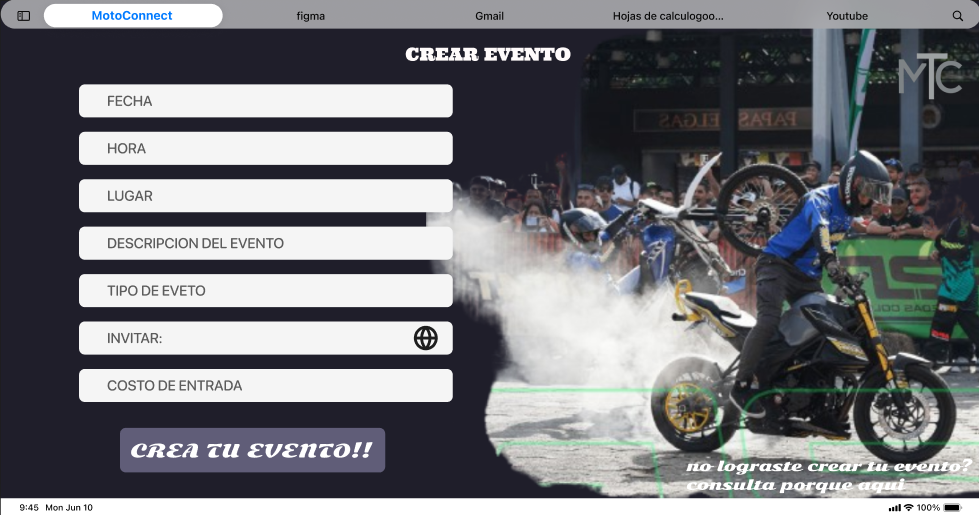 MotoConnect
figma
Gmail
Hojas de calculogoo...
Youtube
CREAR EVENTO
MTC
FECHA
HORA
LUGAR
DESCRIPCION DEL EVENTO
TIPO DE EVETO
INVITAR:
COSTO DE ENTRADA
CREA TU EVENTO!!
no lograste crear tu evento?
consulta porque aqui
9:45 Mon Jun 10
100%